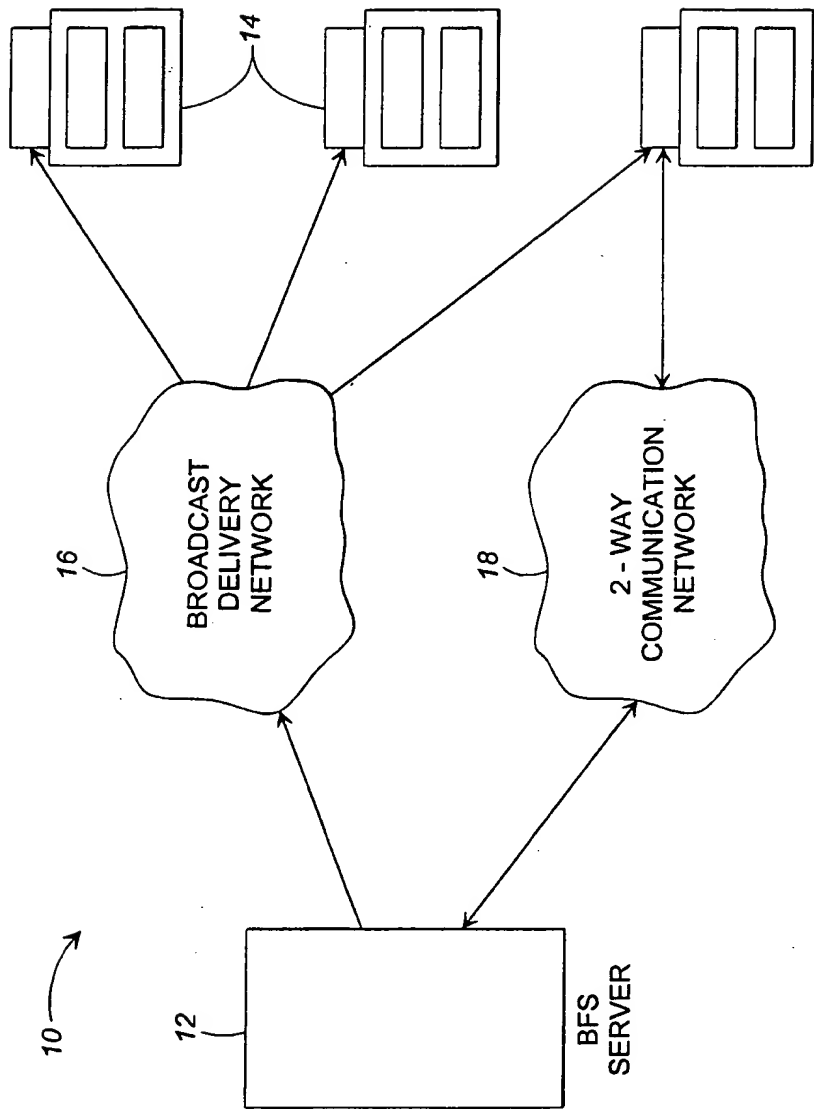 10
12
BFS
SERVER
16
BROADCAST
DELIVERY
NETWORK
18
2 - WAY
COMMUNICATION
NETWORK
14